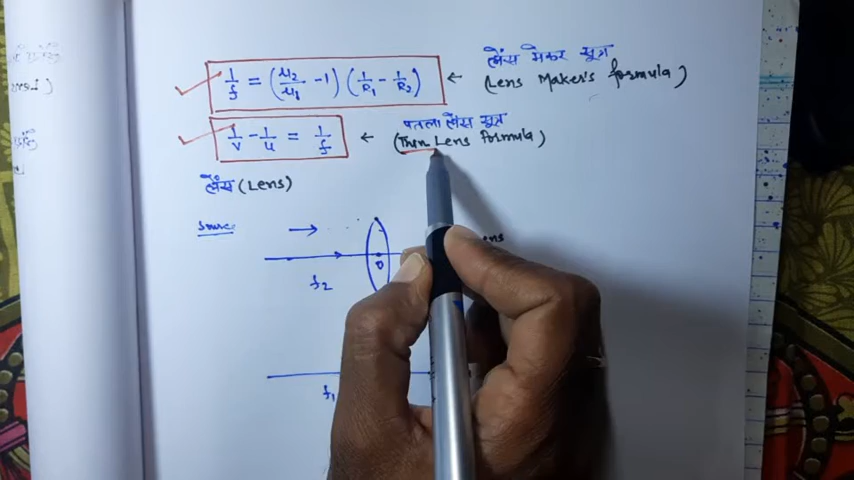 लेंस मेकर सूत्र
1/f = (μ2/μ1 - 1) (1/R1 - 1/R2) ← (Lens Maker's formula)
पतला लेंस सूत्र
1/v - 1/u = 1/f ← (Thin Lens formula)
लेंस (Lens)
Source
O
f2
f1